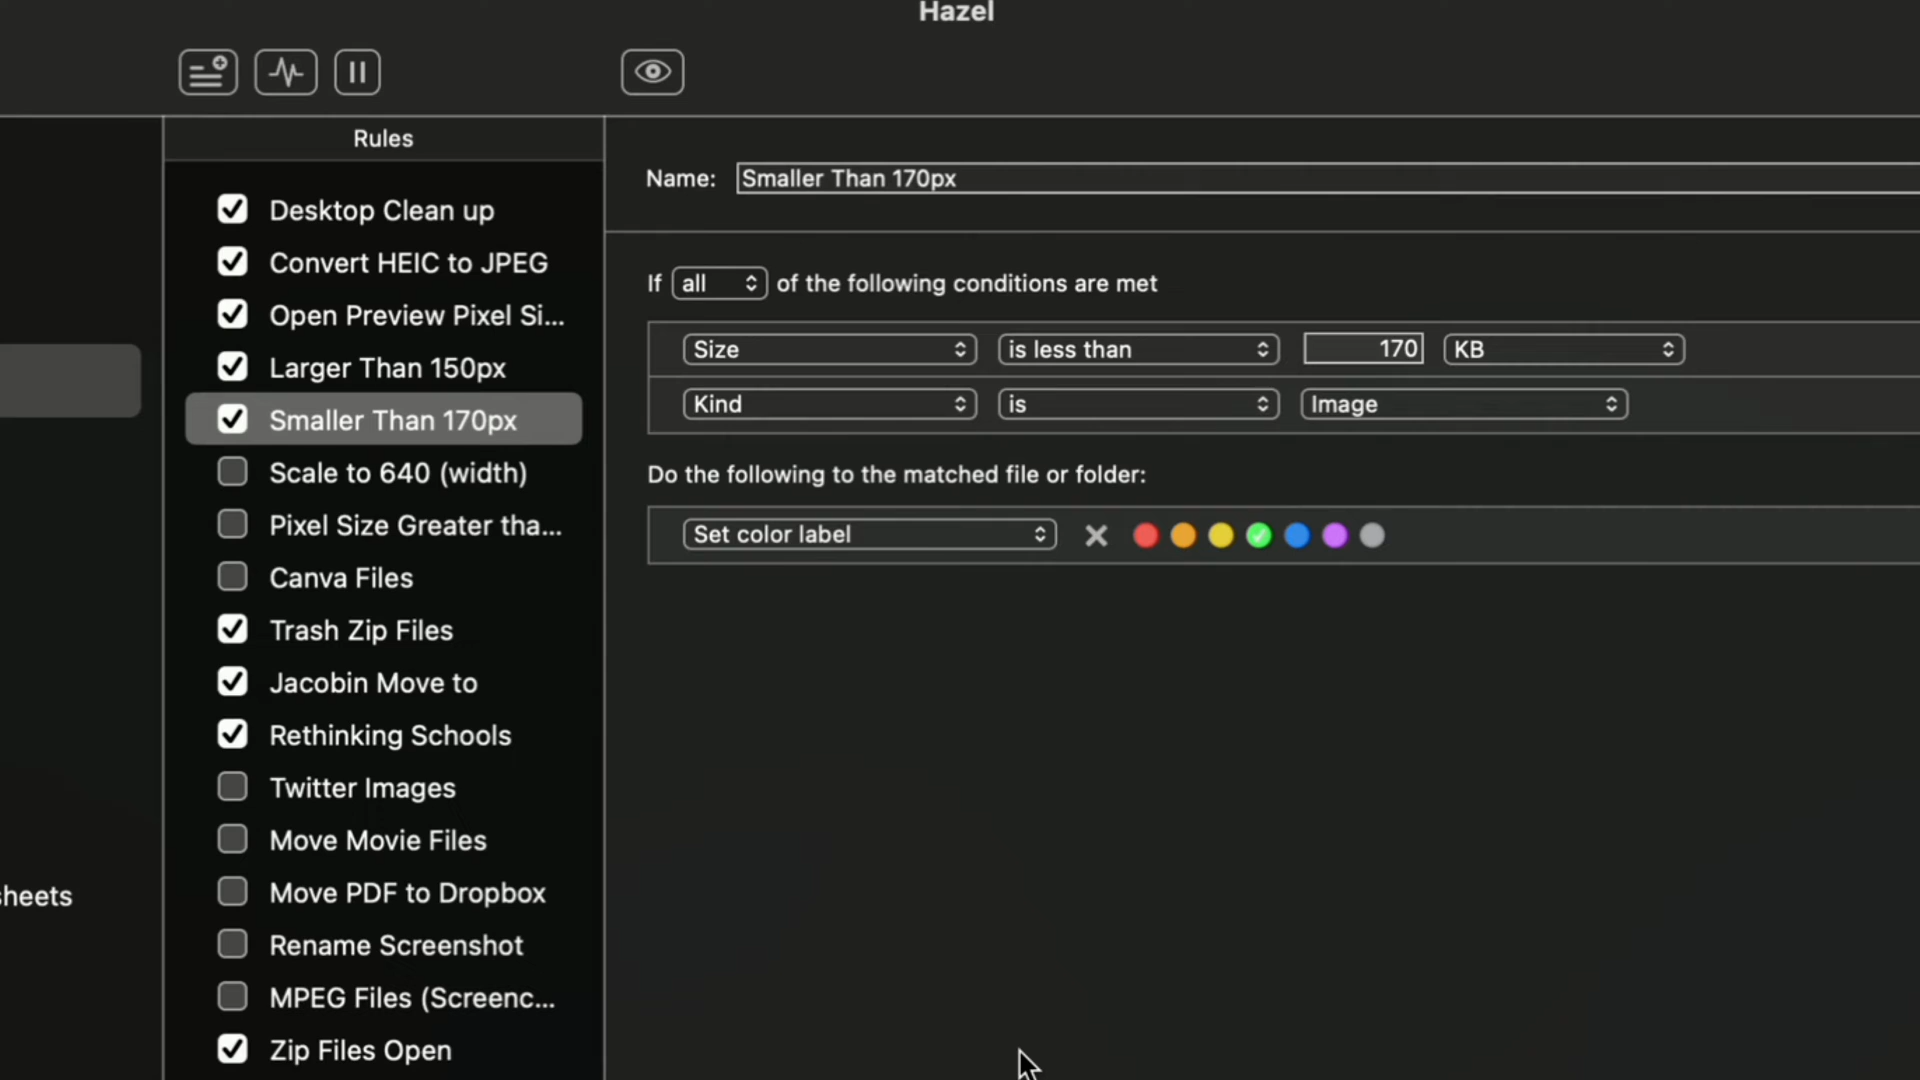 Hazel
Rules
Desktop Clean up
Convert HEIC to JPEG
Open Preview Pixel Si...
Larger Than 150px
Smaller Than 170px
Scale to 640 (width)
Pixel Size Greater tha...
Canva Files
Trash Zip Files
Jacobin Move to
Rethinking Schools
Twitter Images
Move Movie Files
Move PDF to Dropbox
Rename Screenshot
MPEG Files (Screenc...
Zip Files Open
sheets
Name: Smaller Than 170px
If all of the following conditions are met
Size is less than 170 KB
Kind is Image
Do the following to the matched file or folder:
Set color label